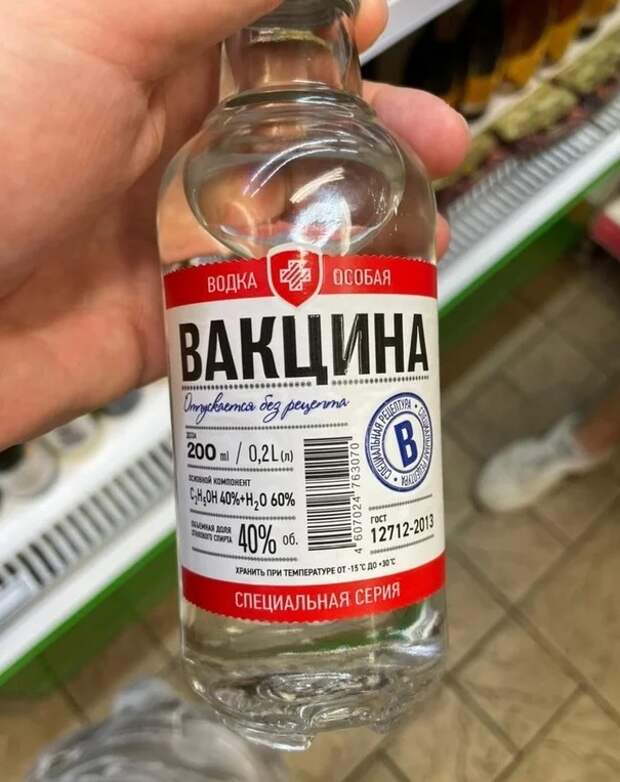 ВОДКА ОСОБАЯ
ВАКЦИНА
Отпускается без рецепта
ДОЗА
200 ml / 0,2L (л)
ОСНОВНОЙ КОМПОНЕНТ
C₂H₅OH 40%+H₂O 60%
ОБЪЕМНАЯ ДОЛЯ
ЭТИЛОВОГО СПИРТА
40% об.
4 607024 763070
СПЕЦИАЛЬНАЯ РЕЦЕПТУРА • СПЕЦИАЛЬНАЯ РЕЦЕПТУРА •
В
ГОСТ
12712-2013
ХРАНИТЬ ПРИ ТЕМПЕРАТУРЕ ОТ -15˚С ДО +30˚С
СПЕЦИАЛЬНАЯ СЕРИЯ